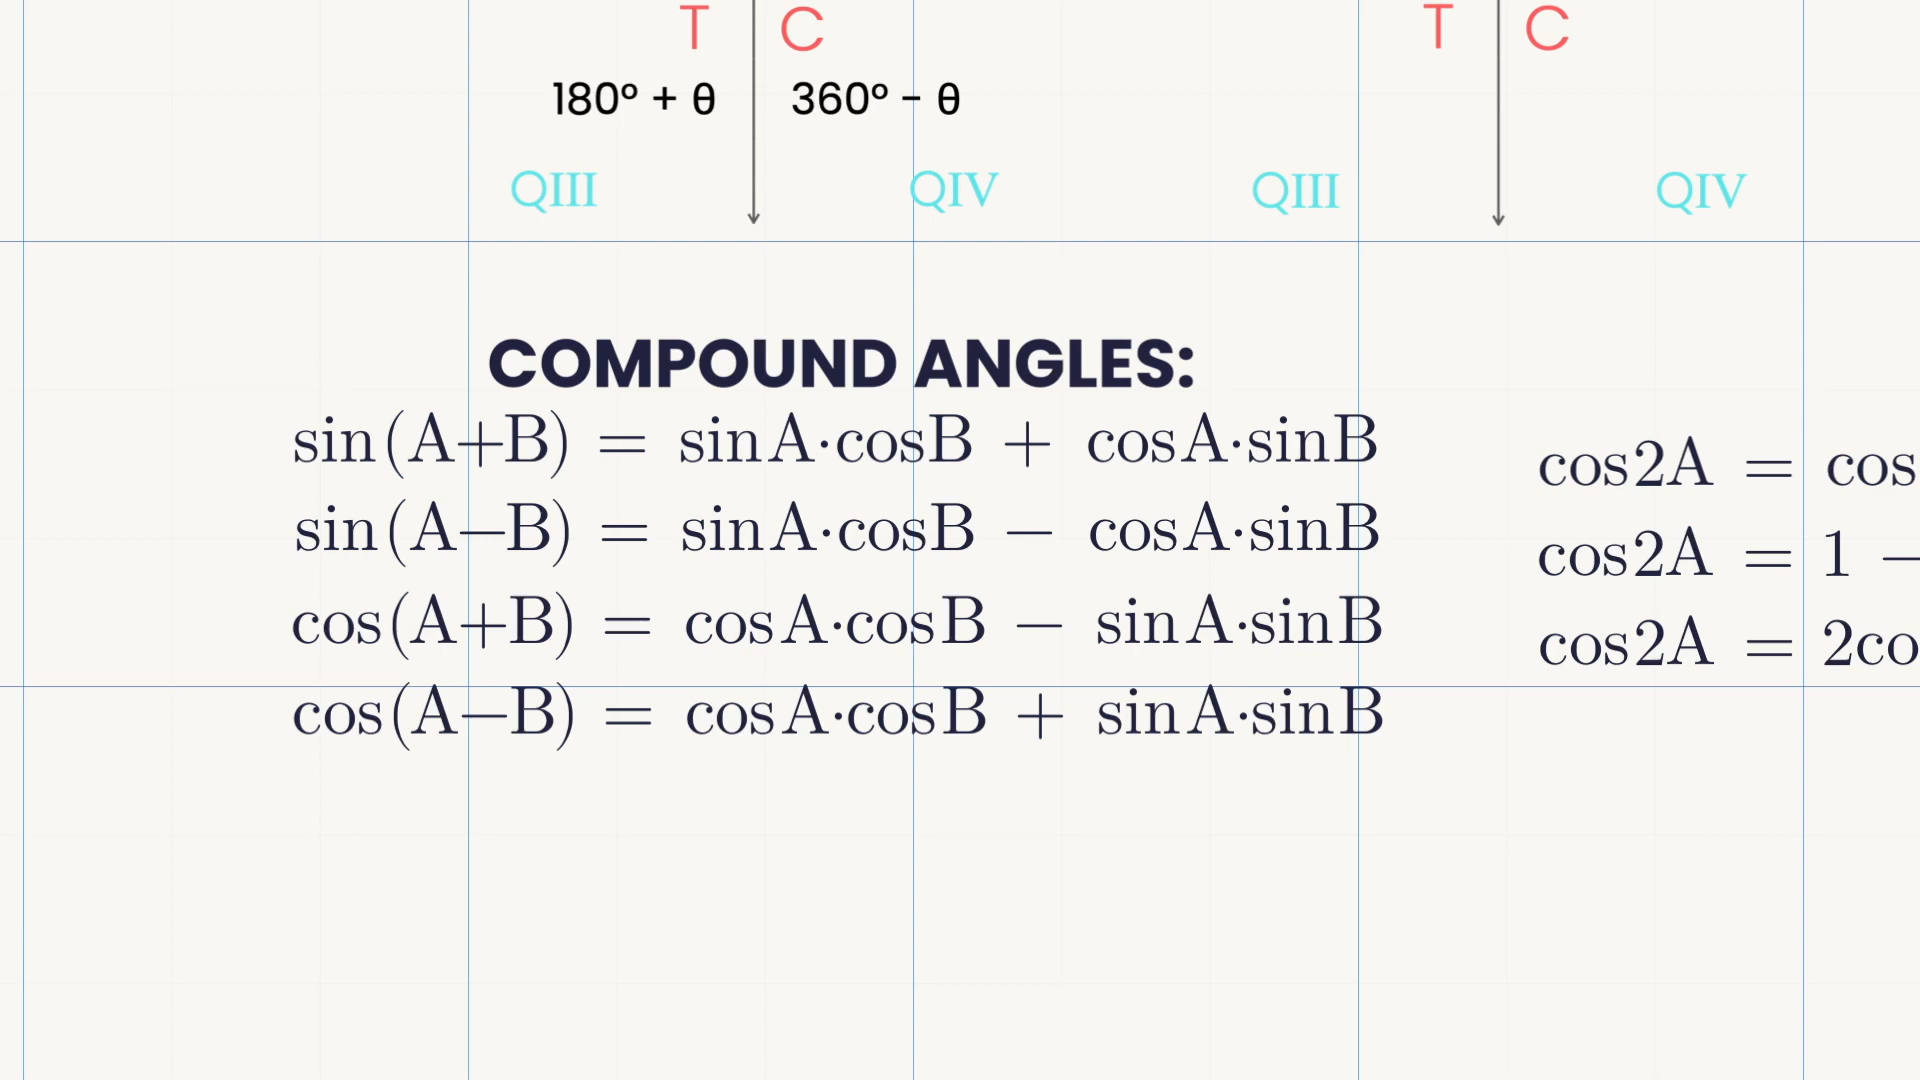 T C T C
180° + θ 360° - θ
QIII QIV QIII QIV
COMPOUND ANGLES:
sin(A+B) = sinA·cosB + cosA·sinB
sin(A−B) = sinA·cosB − cosA·sinB
cos(A+B) = cosA·cosB − sinA·sinB
cos(A−B) = cosA·cosB + sinA·sinB
cos2A = cos
cos2A = 1 −
cos2A = 2co